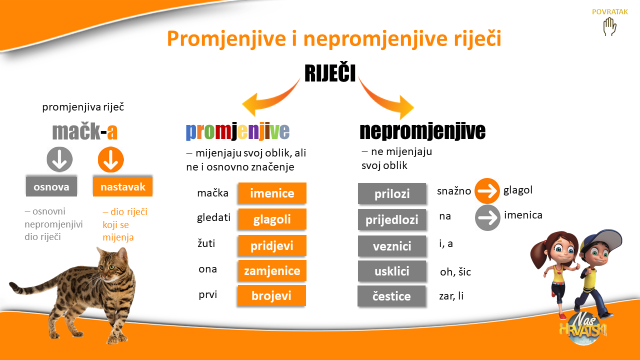 POVRATAK
Promjenjive i nepromjenjive riječi
RIJEČI
promjenjiva riječ
mačk-a
osnova
nastavak
– osnovni
nepromjenjivi
dio riječi
– dio riječi
koji se
mijenja
promjenjive
– mijenjaju svoj oblik, ali
ne i osnovno značenje
mačka imenice
gledati glagoli
žuti pridjevi
ona zamjenice
prvi brojevi
nepromjenjive
– ne mijenjaju
svoj oblik
prilozi snažno glagol
prijedlozi na imenica
veznici i, a
usklici oh, šic
čestice zar, li
Naš
HRVATSKI